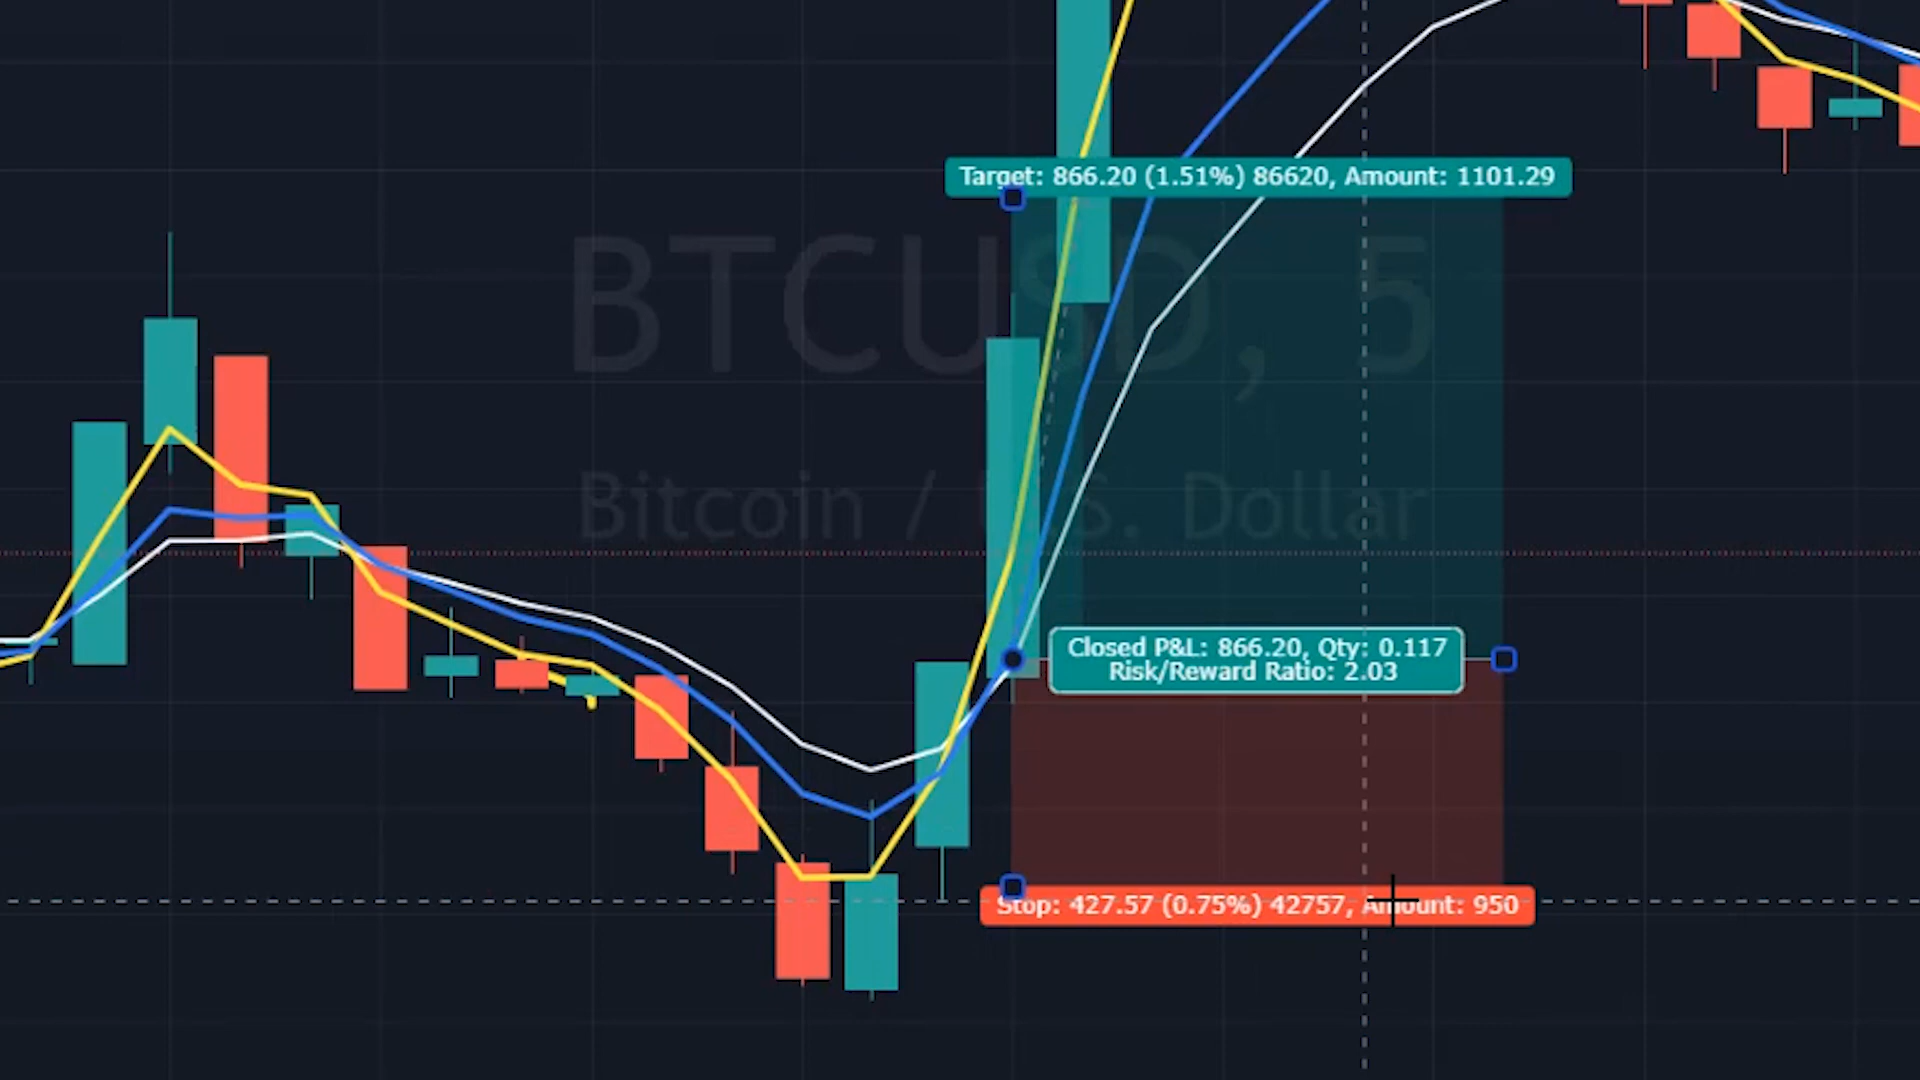 Target: 866.20 (1.51%) 86620, Amount: 1101.29
BTCUSD, 5
Bitcoin / U.S. Dollar
Closed P&L: 866.20, Qty: 0.117
Risk/Reward Ratio: 2.03
Stop: 427.57 (0.75%) 42757, Amount: 950